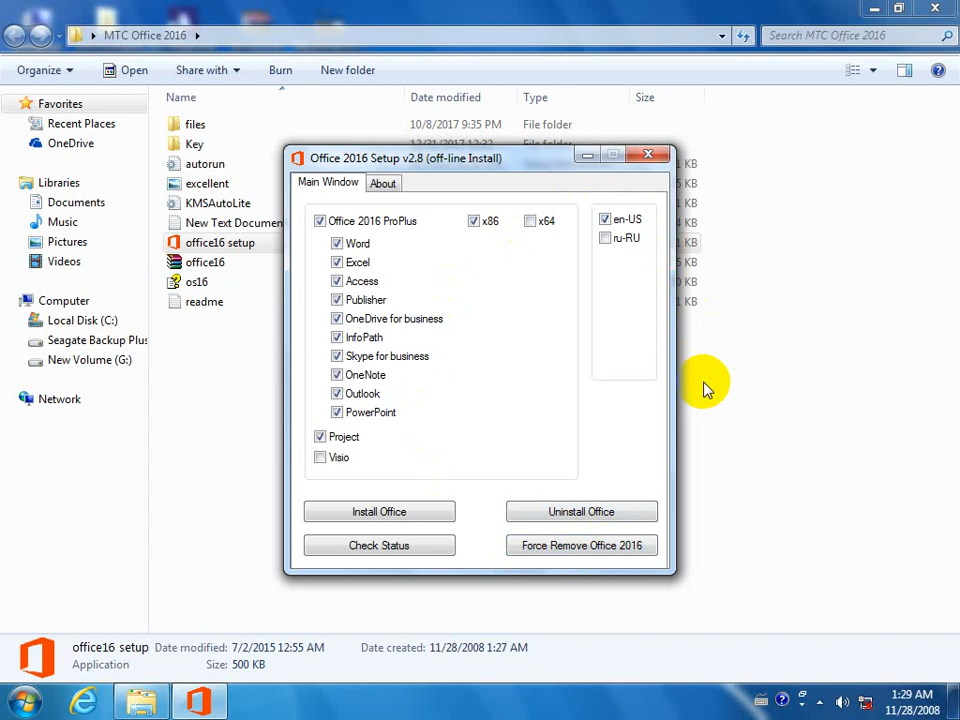 MTC Office 2016
Search MTC Office 2016
Organize Open Share with Burn New folder
Favorites
Recent Places
OneDrive
Libraries
Documents
Music
Pictures
Videos
Computer
Local Disk (C:)
Seagate Backup Plus
New Volume (G:)
Network
Name Date modified Type Size
files 10/8/2017 9:35 PM File folder
Key File folder
autorun
excellent
KMSAutoLite
New Text Documen
office16 setup
office16
os16
readme
Office 2016 Setup v2.8 (off-line Install)
Main Window About
Office 2016 ProPlus x86 x64
Word
Excel
Access
Publisher
OneDrive for business
InfoPath
Skype for business
OneNote
Outlook
PowerPoint
Project
Visio
en-US
ru-RU
Install Office Uninstall Office
Check Status Force Remove Office 2016
office16 setup Date modified: 7/2/2015 12:55 AM Date created: 11/28/2008 1:27 AM
Application Size: 500 KB
1:29 AM
11/28/2008